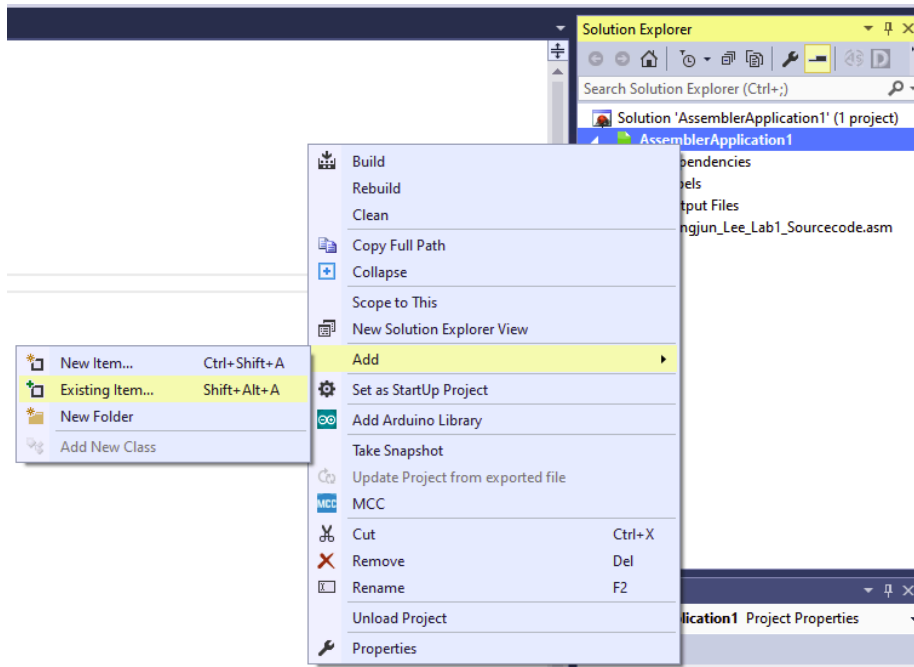 Solution Explorer
Search Solution Explorer (Ctrl+;)
Solution 'AssemblerApplication1' (1 project)
AssemblerApplication1
pendencies
pels
tput Files
ngjun_Lee_Lab1_Sourcecode.asm
Build
Rebuild
Clean
Copy Full Path
Collapse
Scope to This
New Solution Explorer View
Add
Set as StartUp Project
Add Arduino Library
Take Snapshot
Update Project from exported file
MCC MCC
Cut Ctrl+X
Remove Del
Rename F2
Unload Project
Properties
New Item... Ctrl+Shift+A
Existing Item... Shift+Alt+A
New Folder
Add New Class
lication1 Project Properties